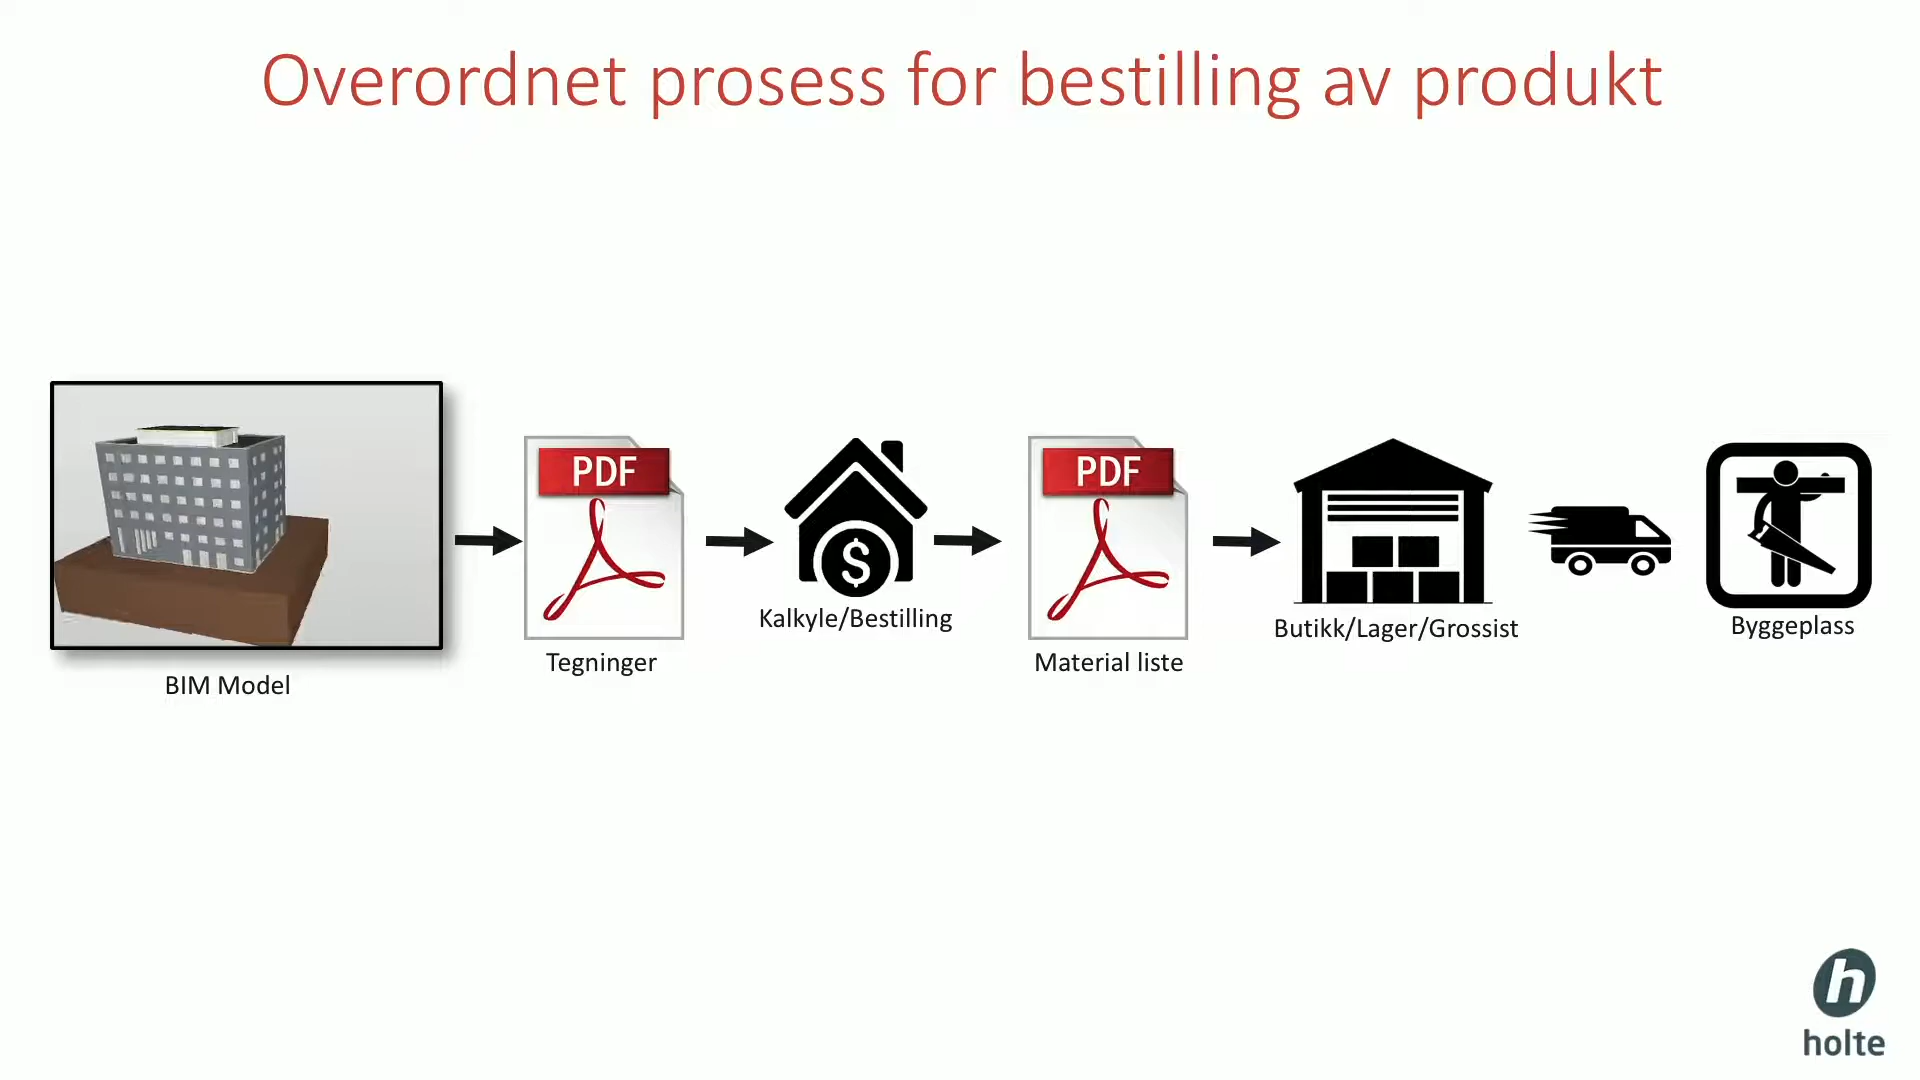 Overordnet prosess for bestilling av produkt
PDF
$
PDF
Kalkyle/Bestilling
Butikk/Lager/Grossist
Byggeplass
Tegninger
Material liste
BIM Model
h
holte